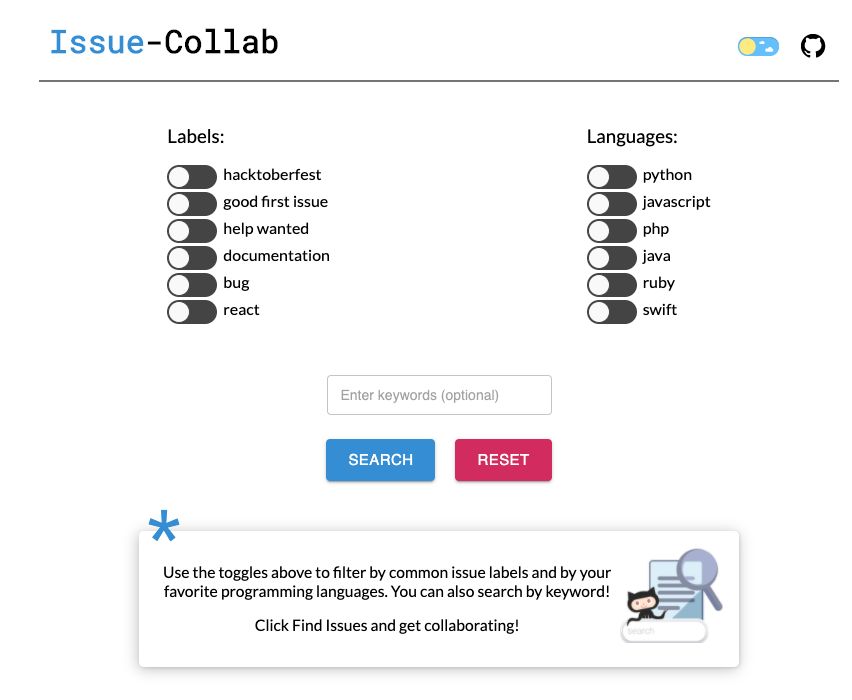 Issue-Collab
Labels:
hacktoberfest
good first issue
help wanted
documentation
bug
react
Languages:
python
javascript
php
java
ruby
swift
Enter keywords (optional)
SEARCH
RESET
*
Use the toggles above to filter by common issue labels and by your
favorite programming languages. You can also search by keyword!
Click Find Issues and get collaborating!
search